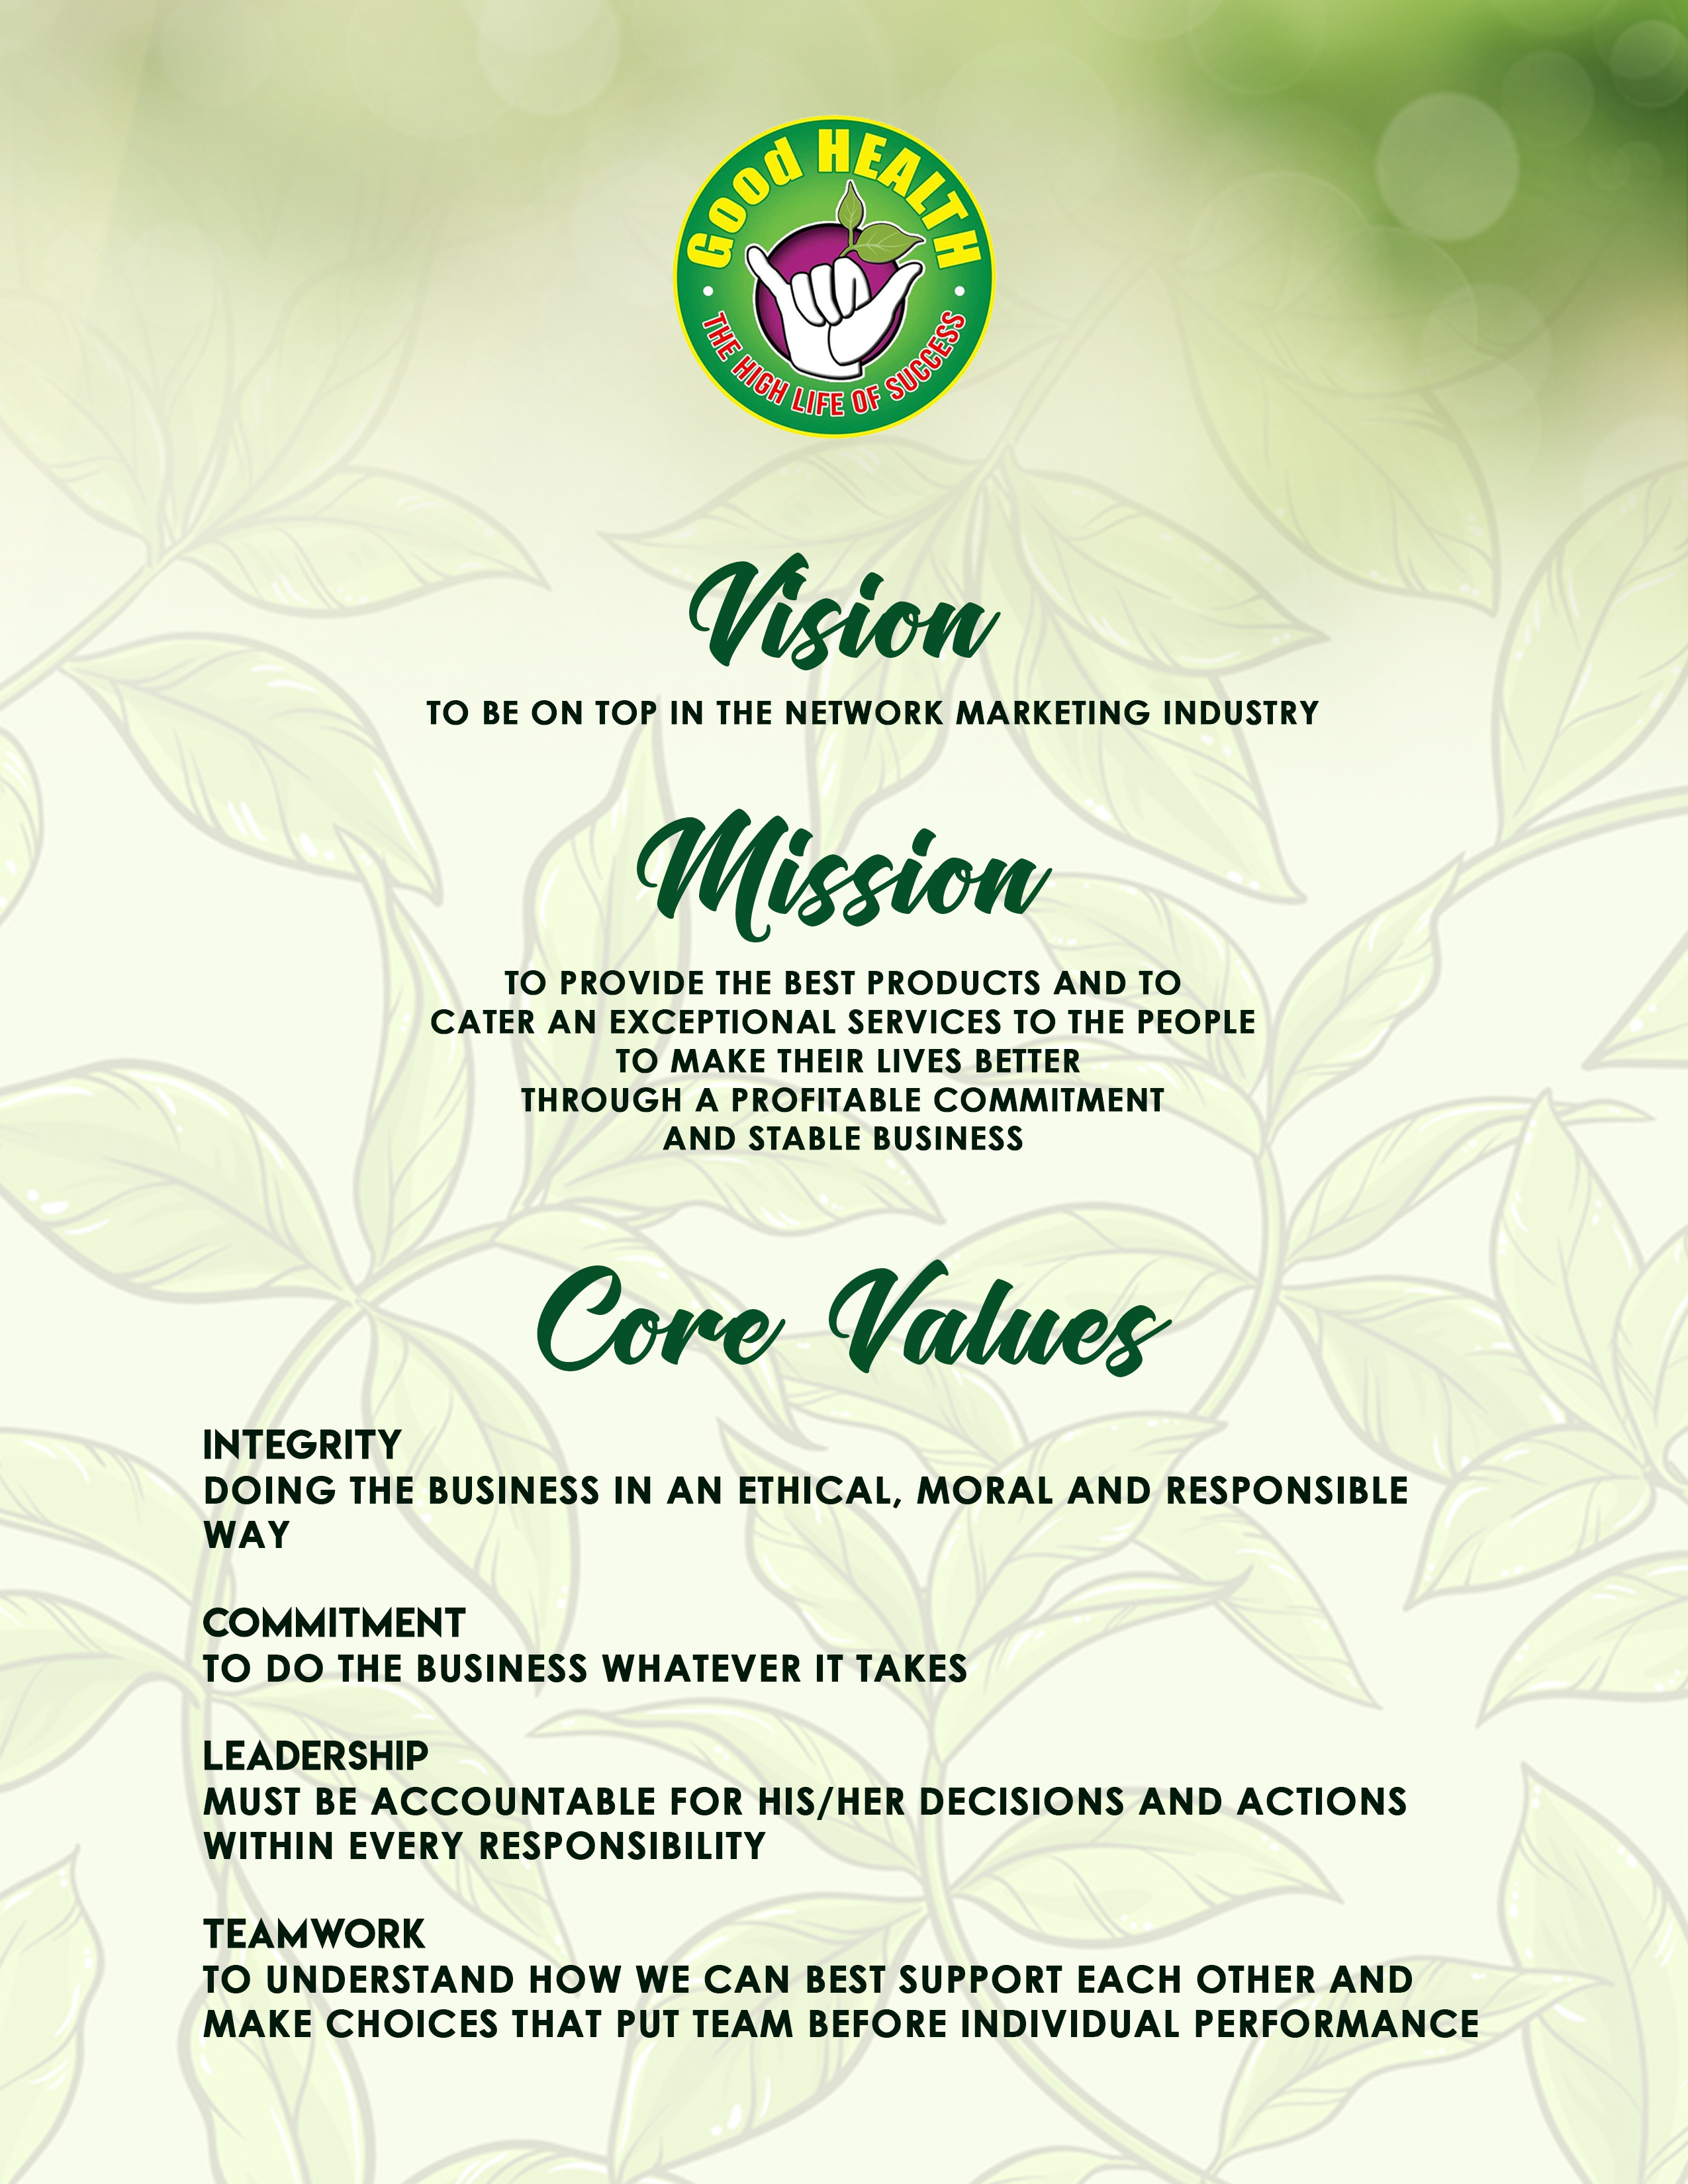 Good HEALTH
THE HIGH LIFE OF SUCCESS
Vision
TO BE ON TOP IN THE NETWORK MARKETING INDUSTRY
Mission
TO PROVIDE THE BEST PRODUCTS AND TO
CATER AN EXCEPTIONAL SERVICES TO THE PEOPLE
TO MAKE THEIR LIVES BETTER
THROUGH A PROFITABLE COMMITMENT
AND STABLE BUSINESS
Core Values
INTEGRITY
DOING THE BUSINESS IN AN ETHICAL, MORAL AND RESPONSIBLE
WAY
COMMITMENT
TO DO THE BUSINESS WHATEVER IT TAKES
LEADERSHIP
MUST BE ACCOUNTABLE FOR HIS/HER DECISIONS AND ACTIONS
WITHIN EVERY RESPONSIBILITY
TEAMWORK
TO UNDERSTAND HOW WE CAN BEST SUPPORT EACH OTHER AND
MAKE CHOICES THAT PUT TEAM BEFORE INDIVIDUAL PERFORMANCE